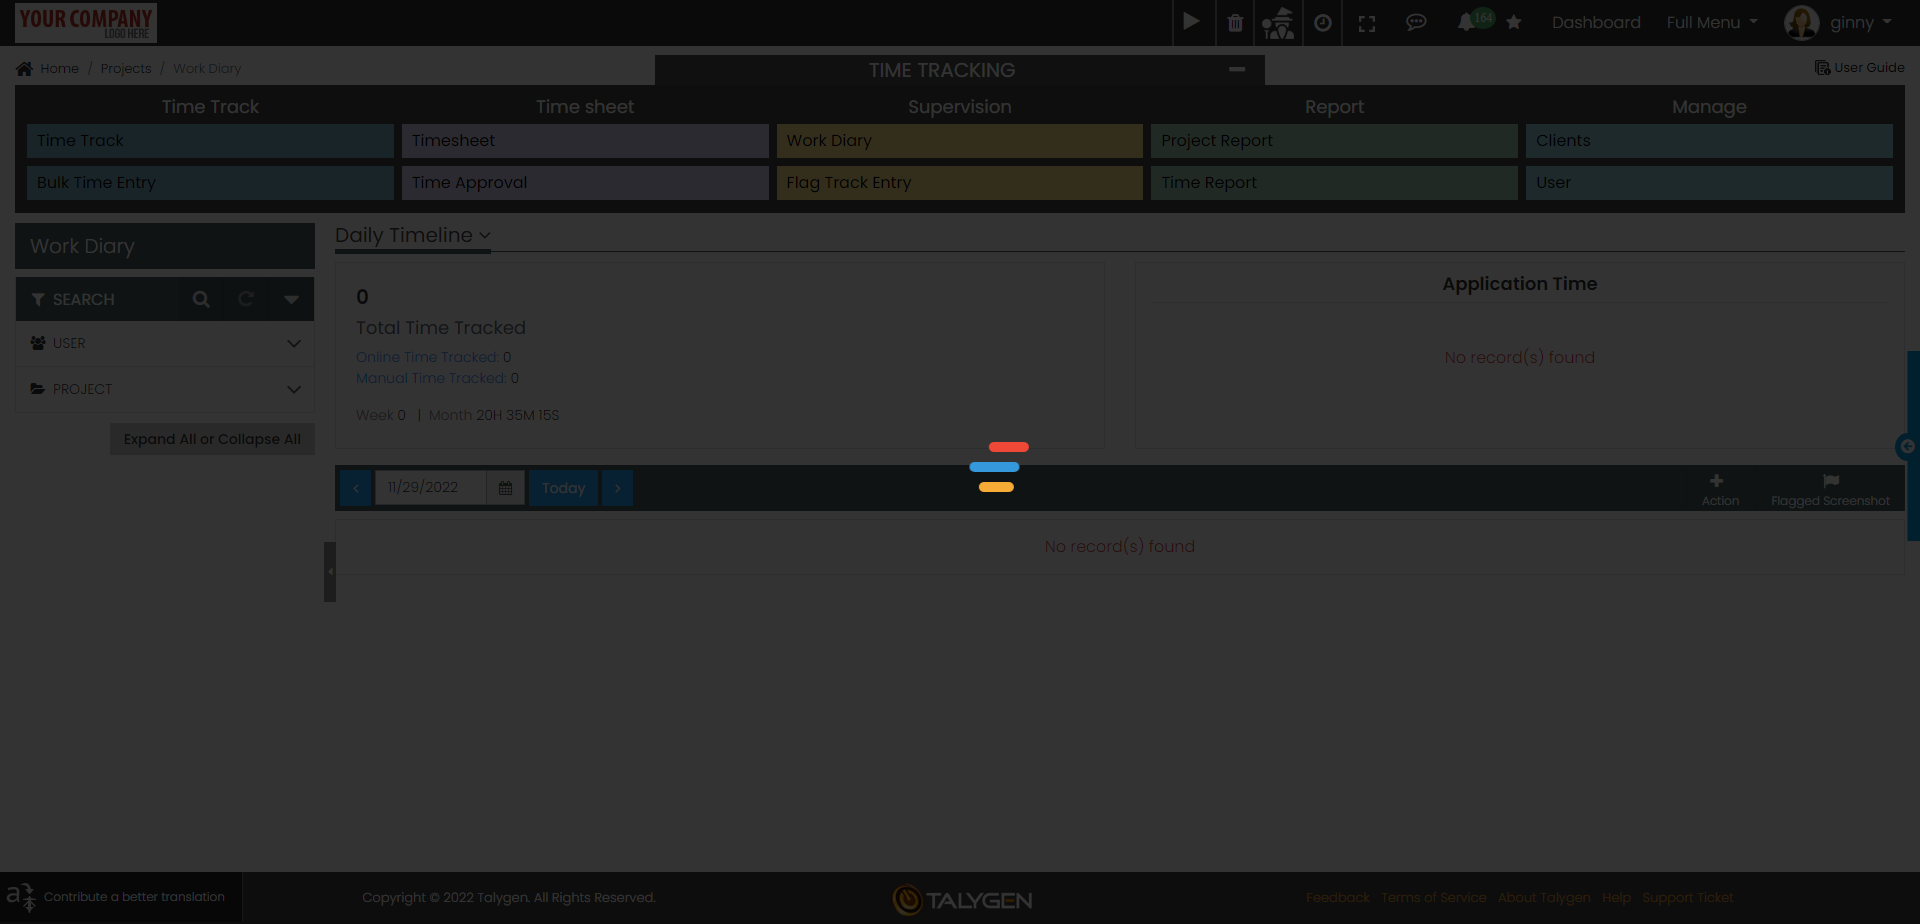 YOUR COMPANY
LOGO HERE
164
Dashboard
Full Menu
ginny
Home / Projects / Work Diary
TIME TRACKING
User Guide
Time Track
Time sheet
Supervision
Report
Manage
Time Track
Timesheet
Work Diary
Project Report
Clients
Bulk Time Entry
Time Approval
Flag Track Entry
Time Report
User
Work Diary
SEARCH
USER
PROJECT
Expand All or Collapse All
Daily Timeline
0
Total Time Tracked
Online Time Tracked: 0
Manual Time Tracked: 0
Week 0 | Month 20H 35M 15S
Application Time
No record(s) found
11/29/2022
Today
Action
Flagged Screenshot
No record(s) found
Contribute a better translation
Copyright © 2022 Talygen. All Rights Reserved.
TALYGEN
Feedback Terms of Service About Talygen Help Support Ticket